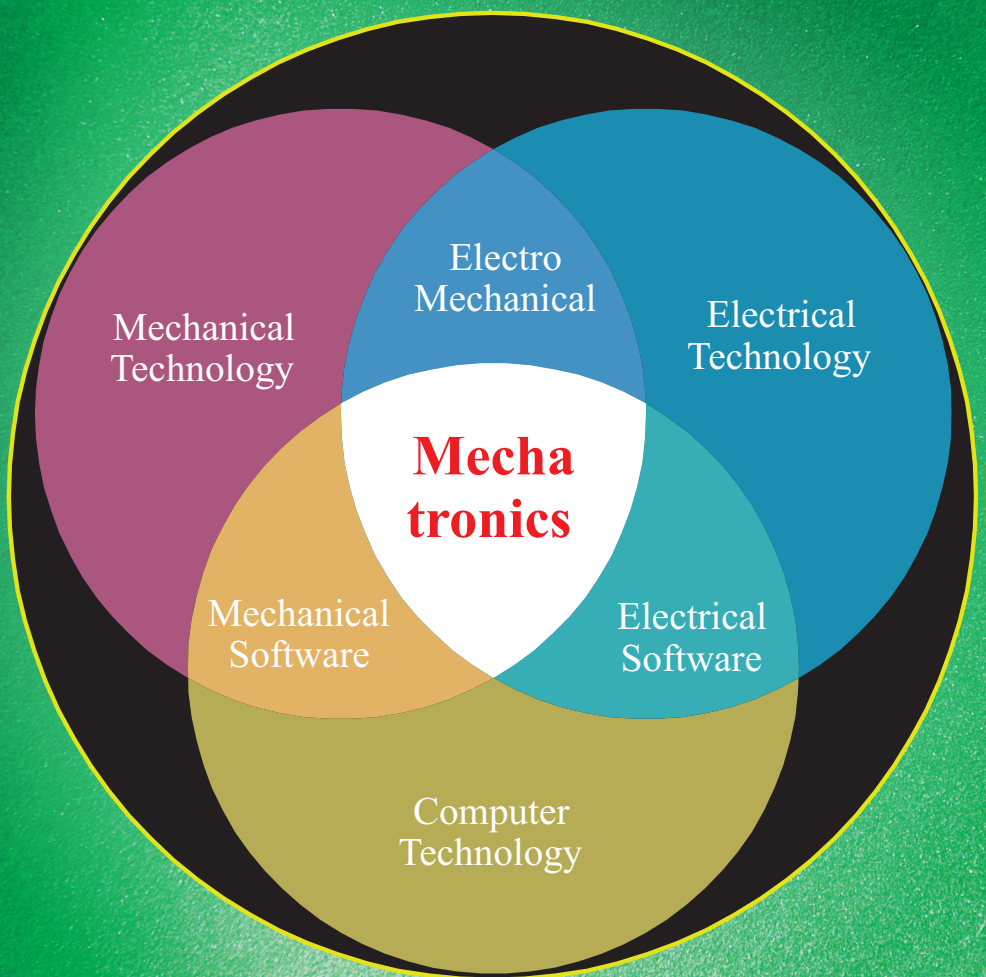 Electro
Mechanical
Mechanical
Technology
Electrical
Technology
Mecha
tronics
Mechanical
Software
Electrical
Software
Computer
Technology